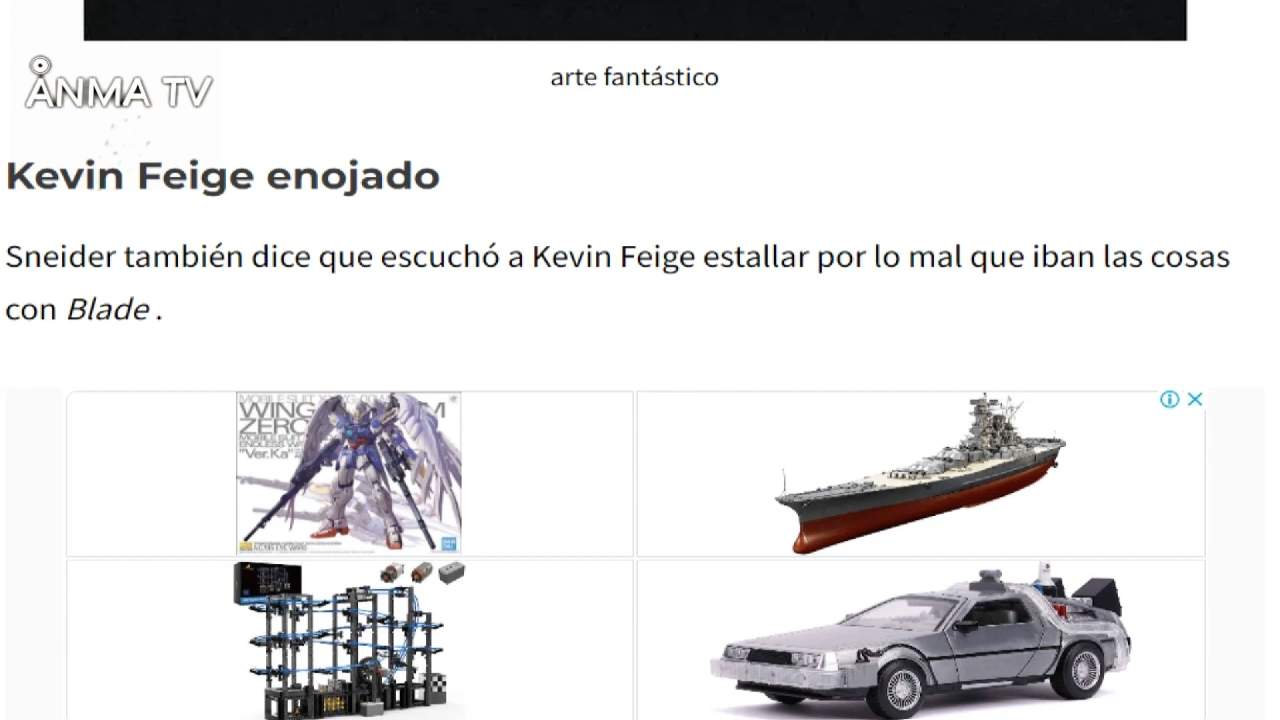 ANMA TV
arte fantástico
Kevin Feige enojado
Sneider también dice que escuchó a Kevin Feige estallar por lo mal que iban las cosas
con Blade .
WING
ZERO
"Ver.Ka"